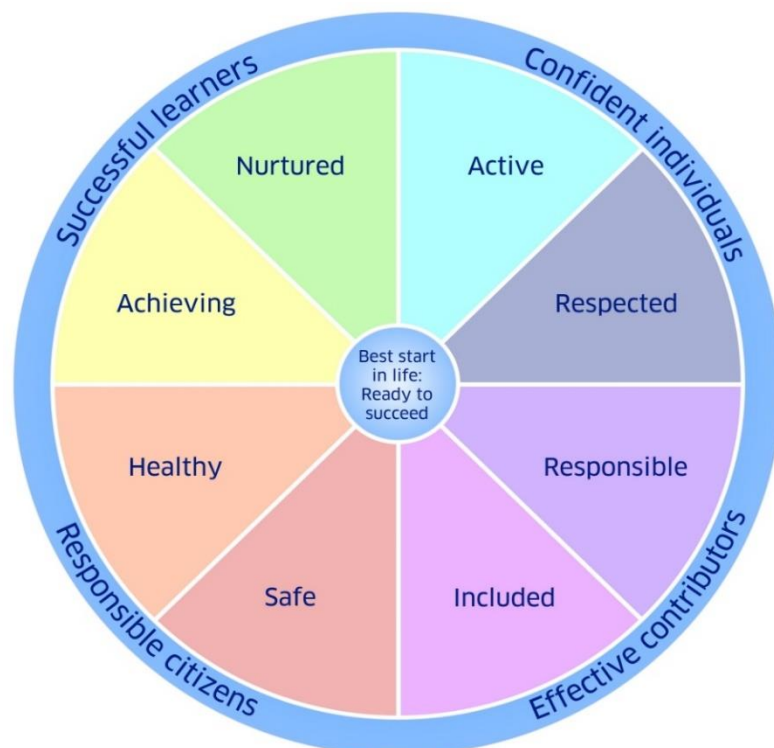 Successful learners
Confident individuals
Nurtured
Active
Achieving
Respected
Best start
in life:
Ready to
succeed
Healthy
Responsible
Safe
Included
Responsible citizens
Effective contributors